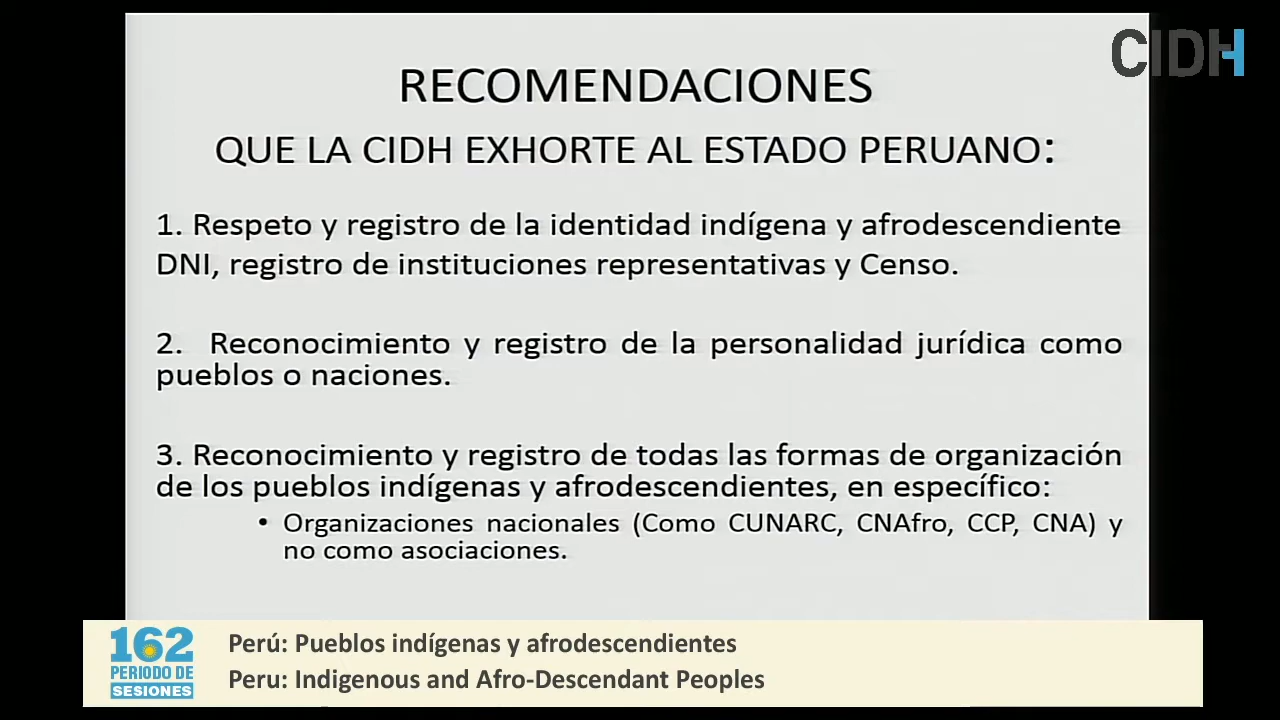 CIDH
RECOMENDACIONES
QUE LA CIDH EXHORTE AL ESTADO PERUANO:
1. Respeto y registro de la identidad indígena y afrodescendiente
DNI, registro de instituciones representativas y Censo.
2. Reconocimiento y registro de la personalidad jurídica como
pueblos o naciones.
3. Reconocimiento y registro de todas las formas de organización
de los pueblos indígenas y afrodescendientes, en específico:
• Organizaciones nacionales (Como CUNARC, CNAfro, CCP, CNA) y
no como asociaciones.
162
PERIODO DE
SESIONES
Perú: Pueblos indígenas y afrodescendientes
Peru: Indigenous and Afro-Descendant Peoples